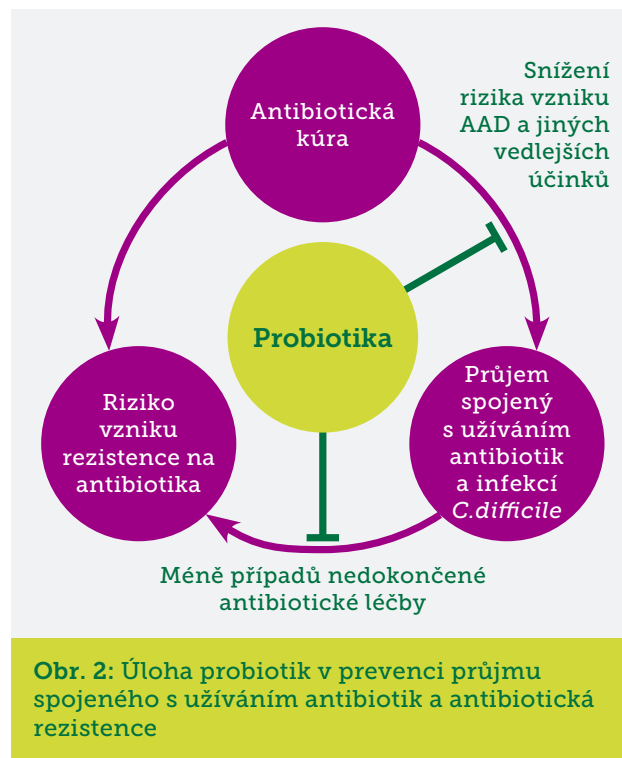 Antibiotická
kúra
Snížení
rizika vzniku
AAD a jiných
vedlejších
účinků
Probiotika
Riziko
vzniku
rezistence na
antibiotika
Průjem
spojený
s užíváním
antibiotik
a infekcí
C.difficile
Méně případů nedokončené
antibiotické léčby
Obr. 2: Úloha probiotik v prevenci průjmu
spojeného s užíváním antibiotik a antibiotická
rezistence